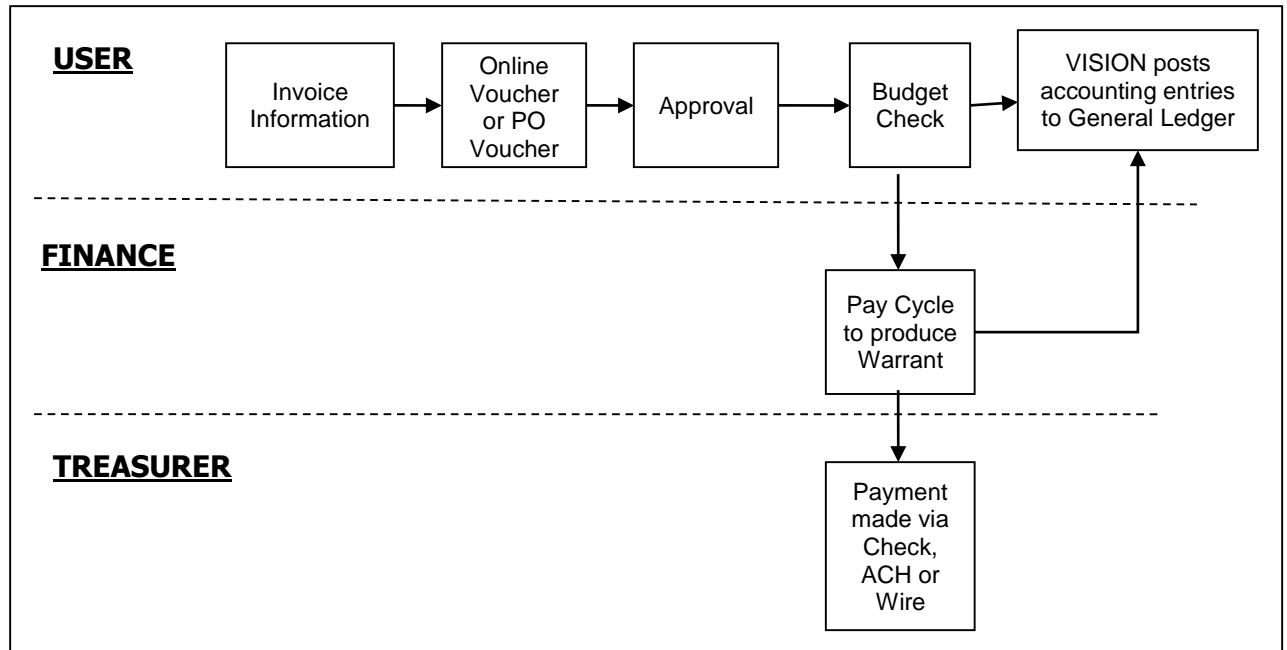 USER
Invoice
Information
Online
Voucher
or PO
Voucher
Approval
Budget
Check
VISION posts
accounting entries
to General Ledger
FINANCE
Pay Cycle
to produce
Warrant
TREASURER
Payment
made via
Check,
ACH or
Wire